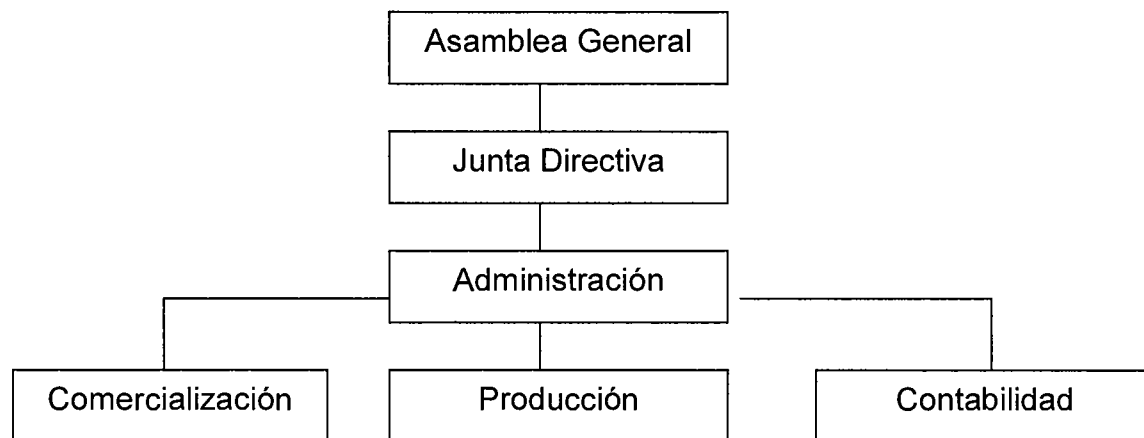 Asamblea General
Junta Directiva
Administración
Comercialización
Producción
Contabilidad